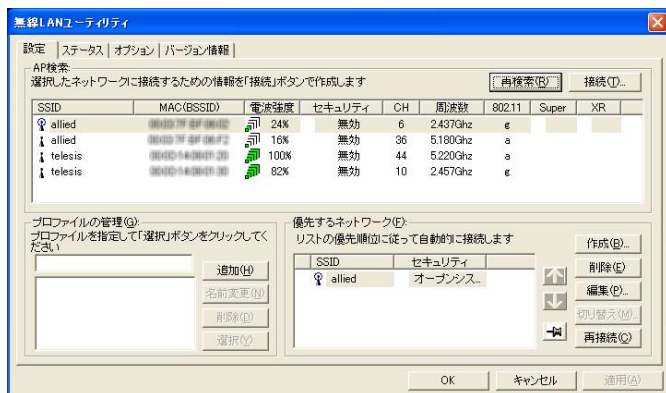 無線LANユーティリティ
設定 ステータス オプション バージョン情報
AP検索:
選択したネットワークに接続するための情報を「接続」ボタンで作成します
再検索(R) 接続(T)...
SSID MAC(BSSID) 電波強度 セキュリティ CH 周波数 802.11 Super XR
allied 24% 無効 6 2.437Ghz g
allied 16% 無効 36 5.180Ghz a
telesis 100% 無効 44 5.220Ghz a
telesis 82% 無効 10 2.457Ghz g
プロファイルの管理(G):
プロファイルを指定して「選択」ボタンをクリックしてく
ださい
追加(H)
名前変更(N)
削除(D)
選択(Y)
優先するネットワーク(F):
リストの優先順位に従って自動的に接続します
SSID セキュリティ
allied オープンシス...
作成(B)...
削除(E)
編集(P)...
切り替え(M)...
再接続(C)
OK キャンセル 適用(A)